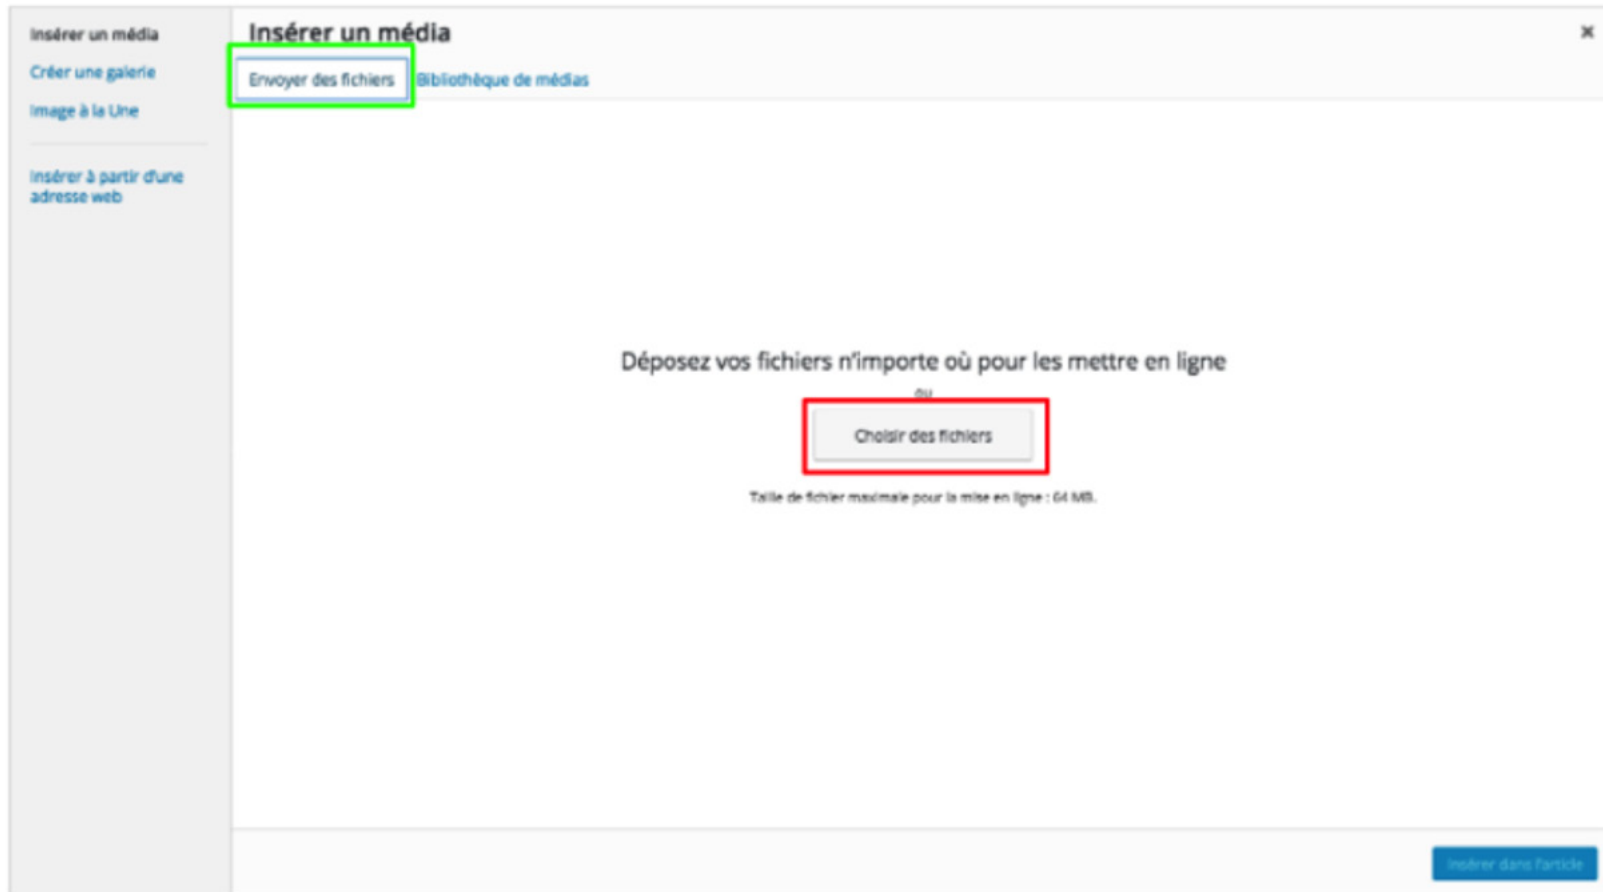 Insérer un média
Créer une galerie
Image à la Une
Insérer à partir d'une
adresse web
Insérer un média
Envoyer des fichiers
Bibliothèque de médias
Déposez vos fichiers n'importe où pour les mettre en ligne
ou
Choisir des fichiers
Taille de fichier maximale pour la mise en ligne : 64 MB.
Insérer dans l'article